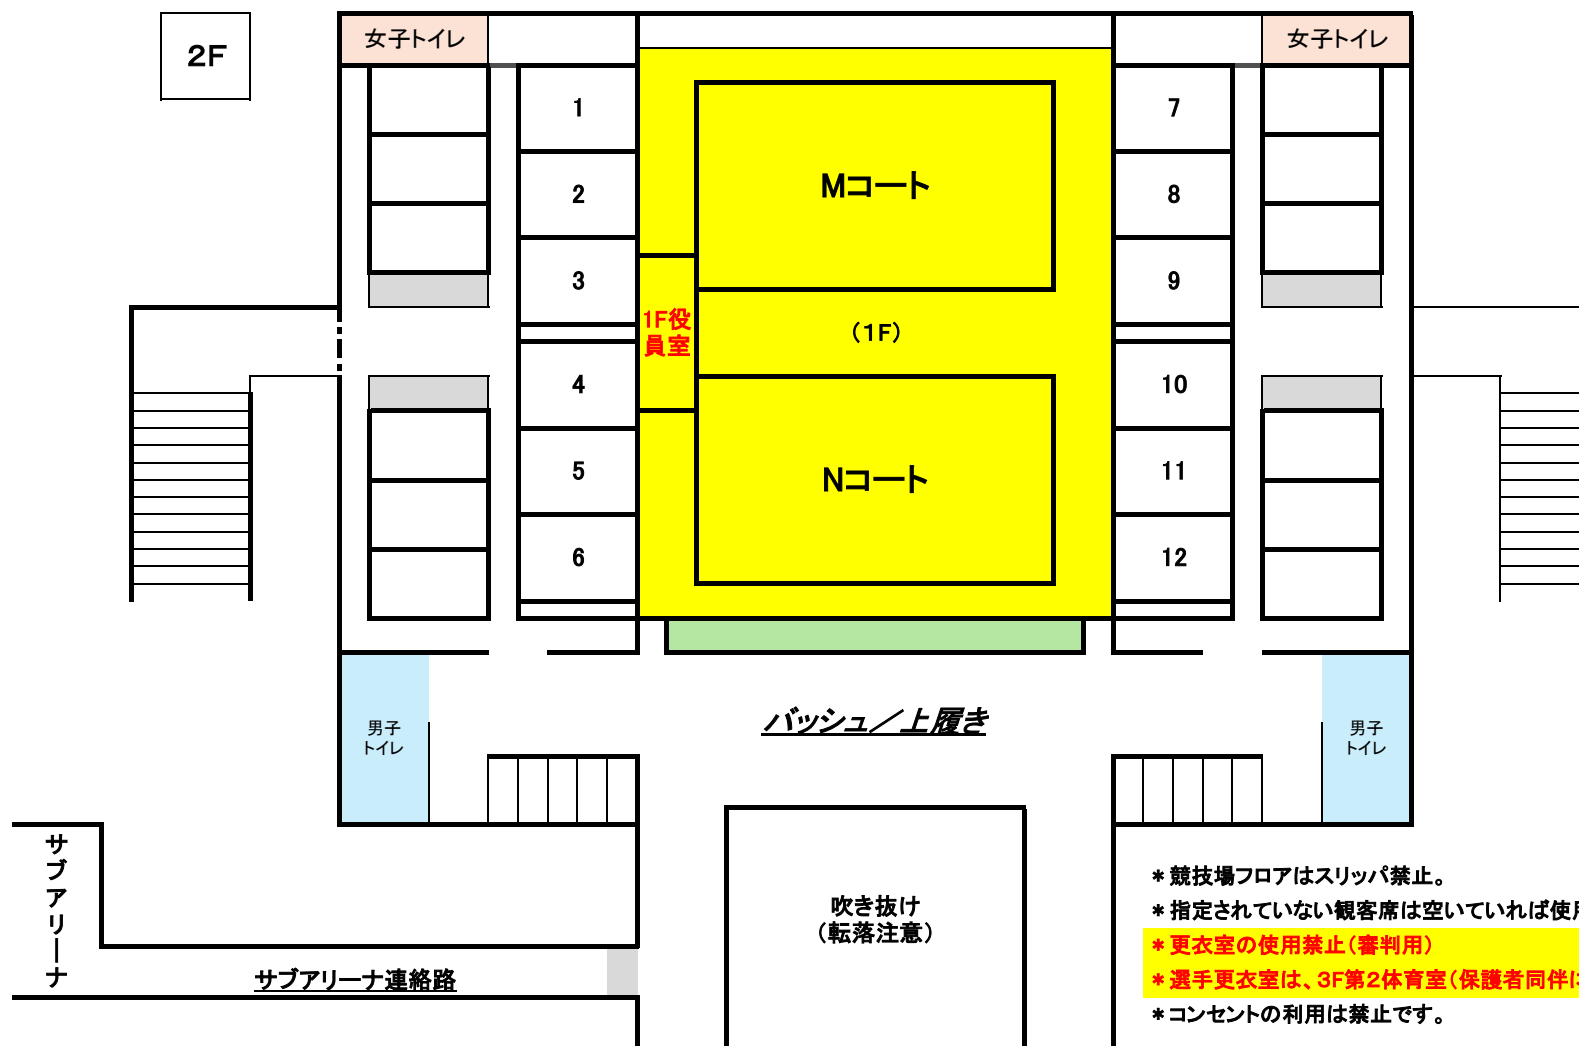 2F
女子トイレ
女子トイレ
1
7
Mコート
2
8
3
9
1F役
員室
（1F）
4
10
5
11
Nコート
6
12
バッシュ／上履き
男子
トイレ
男子
トイレ
サブアリーナ
吹き抜け
（転落注意）
サブアリーナ連絡路
＊競技場フロアはスリッパ禁止。
＊指定されていない観客席は空いていれば使
＊更衣室の使用禁止（審判用）
＊選手更衣室は、3F第2体育室（保護者同伴
＊コンセントの利用は禁止です。